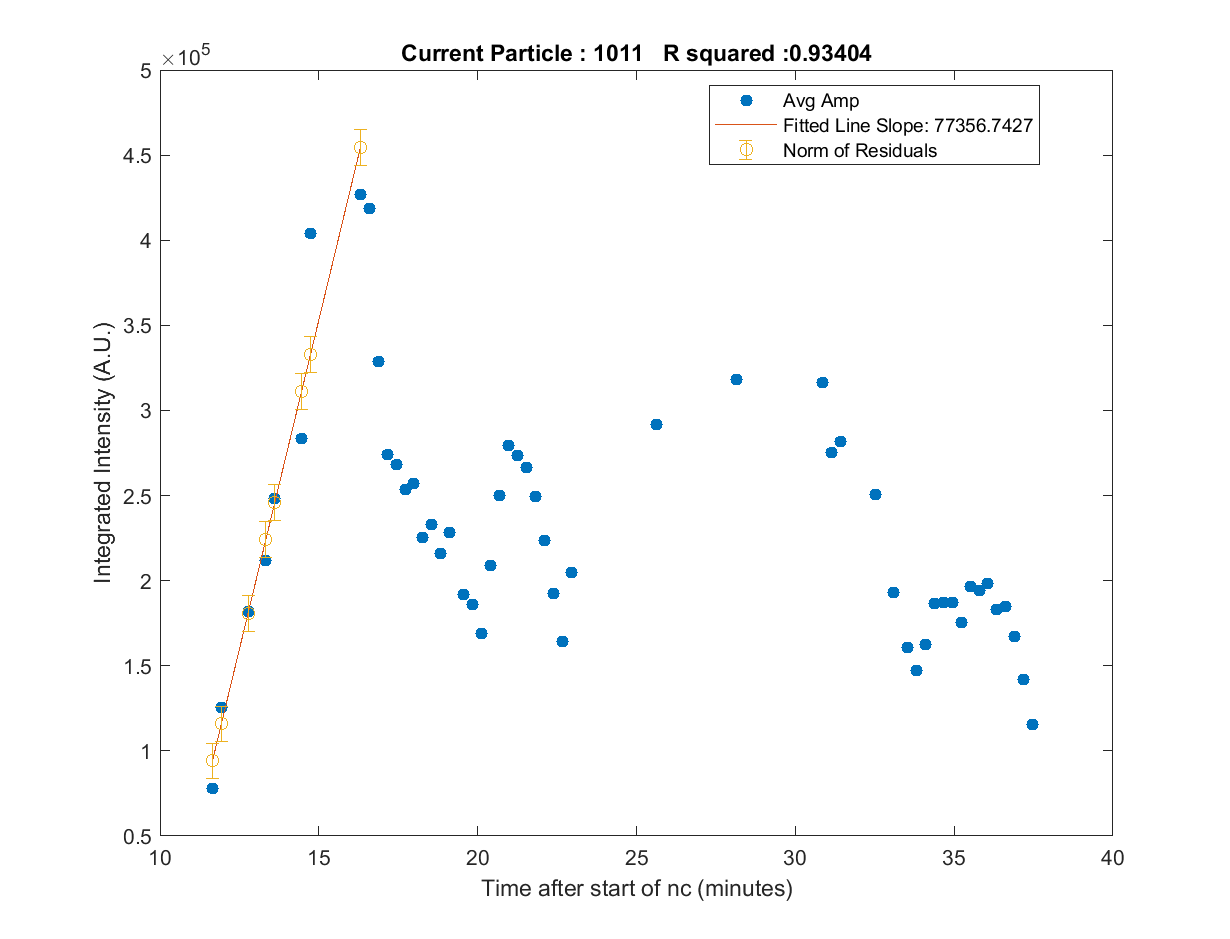 Current Particle : 1011   R squared :0.93404
×10^5
5
4.5
4
3.5
3
2.5
2
1.5
1
0.5
Integrated Intensity (A.U.)
Avg Amp
Fitted Line Slope: 77356.7427
Norm of Residuals
10 15 20 25 30 35 40
Time after start of nc (minutes)